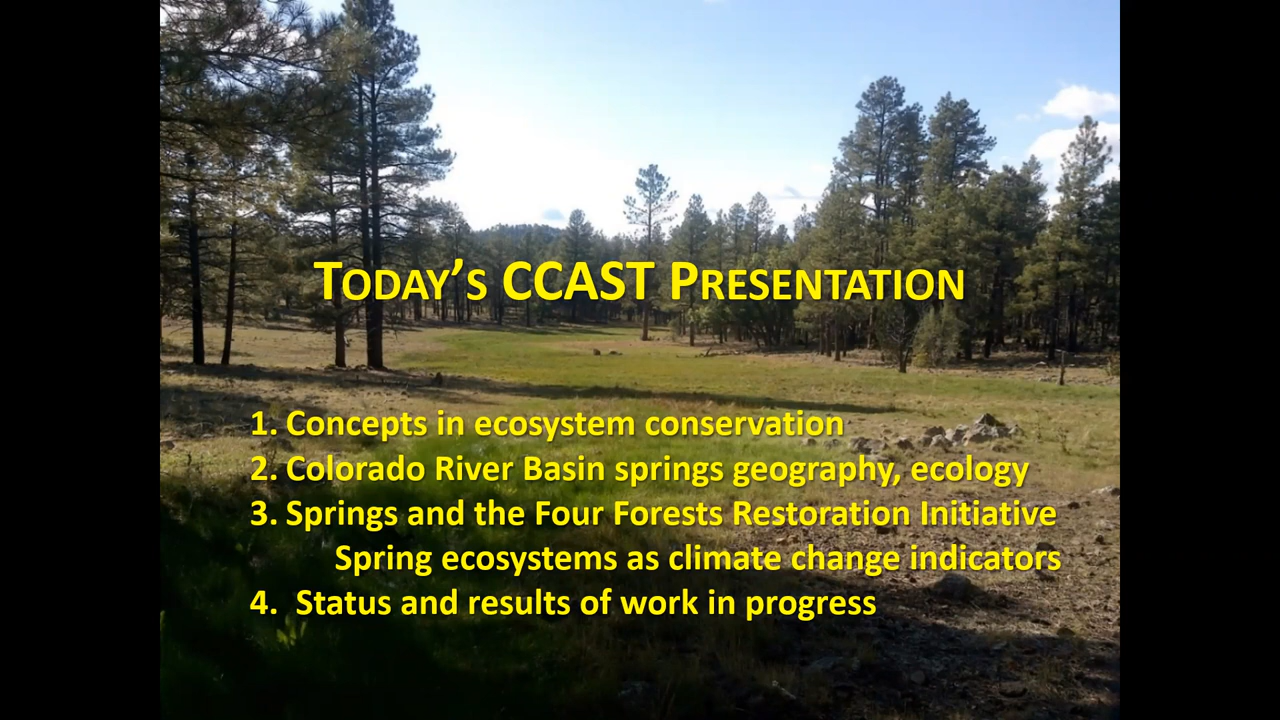 Today's CCAST Presentation
1. Concepts in ecosystem conservation
2. Colorado River Basin springs geography, ecology
3. Springs and the Four Forests Restoration Initiative
Spring ecosystems as climate change indicators
4. Status and results of work in progress